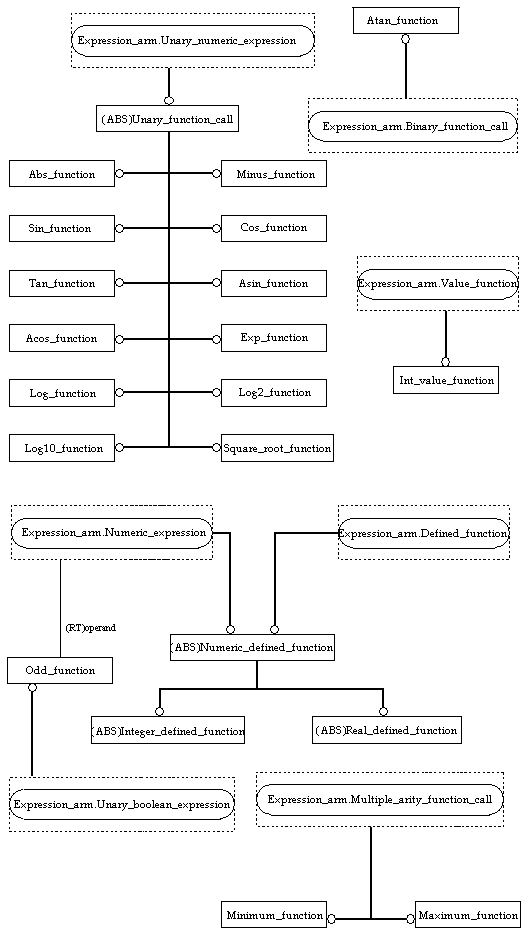 Expression_arm.Unary_numeric_expression
Atan_function
(ABS)Unary_function_call
Expression_arm.Binary_function_call
Abs_function
Minus_function
Sin_function
Cos_function
Tan_function
Asin_function
Expression_arm.Value_function
Acos_function
Exp_function
Int_value_function
Log_function
Log2_function
Log10_function
Square_root_function
Expression_arm.Numeric_expression
Expression_arm.Defined_function
(RT)operand
(ABS)Numeric_defined_function
Odd_function
(ABS)Integer_defined_function
(ABS)Real_defined_function
Expression_arm.Unary_boolean_expression
Expression_arm.Multiple_arity_function_call
Minimum_function
Maximum_function